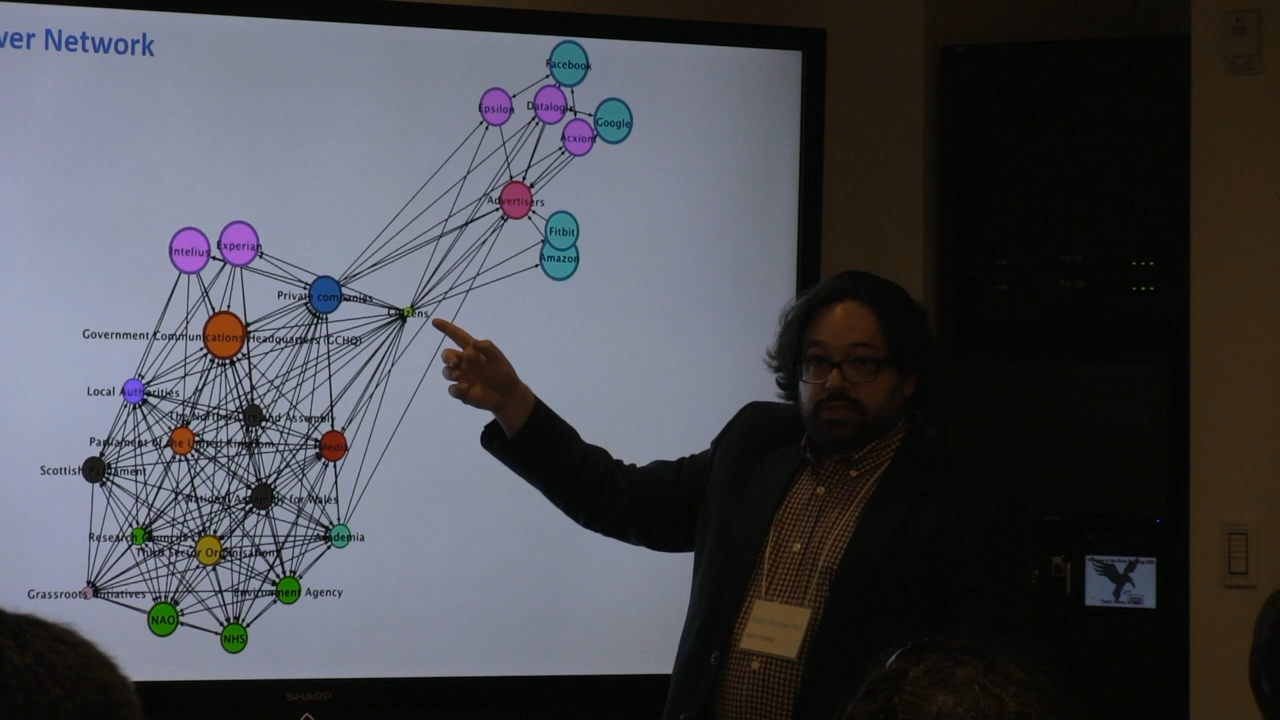 ver Network
Facebook
Epsilon
Datalogix
Google
Acxiom
Advertisers
Fitbit
Amazon
Intelius
Experian
Private companies
Citizens
Government Communications Headquarters (GCHQ)
Local Authorities
The Northern Ireland Assembly
Parliament of the United Kingdom
Media
Scottish Parliament
National Assembly for Wales
Research Councils
Academia
Third Sector Organisations
Grassroots Initiatives
Environment Agency
NAO
NHS
SHARP